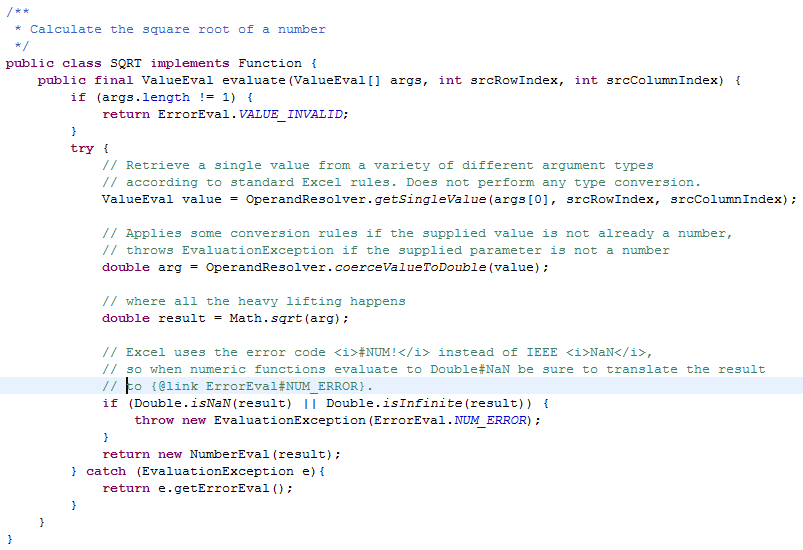 /**
 * Calculate the square root of a number
 */
public class SQRT implements Function {
    public final ValueEval evaluate(ValueEval[] args, int srcRowIndex, int srcColumnIndex) {
        if (args.length != 1) {
            return ErrorEval.VALUE_INVALID;
        }
        try {
            // Retrieve a single value from a variety of different argument types
            // according to standard Excel rules. Does not perform any type conversion.
            ValueEval value = OperandResolver.getSingleValue(args[0], srcRowIndex, srcColumnIndex);

            // Applies some conversion rules if the supplied value is not already a number,
            // throws EvaluationException if the supplied parameter is not a number
            double arg = OperandResolver.coerceValueToDouble(value);

            // where all the heavy lifting happens
            double result = Math.sqrt(arg);

            // Excel uses the error code <i>#NUM!</i> instead of IEEE <i>NaN</i>,
            // so when numeric functions evaluate to Double#NaN be sure to translate the result
            // to {@link ErrorEval#NUM_ERROR}.
            if (Double.isNaN(result) || Double.isInfinite(result)) {
                throw new EvaluationException(ErrorEval.NUM_ERROR);
            }
            return new NumberEval(result);
        } catch (EvaluationException e){
            return e.getErrorEval();
        }
    }
}